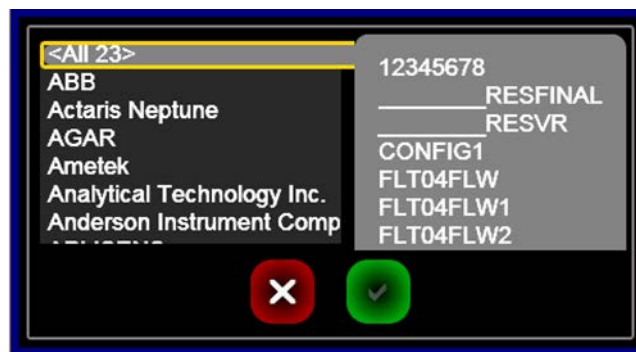 <All 23>
ABB
Actaris Neptune
AGAR
Ametek
Analytical Technology Inc.
Anderson Instrument Comp
12345678
________RESFINAL
________RESVR
CONFIG1
FLT04FLW
FLT04FLW1
FLT04FLW2